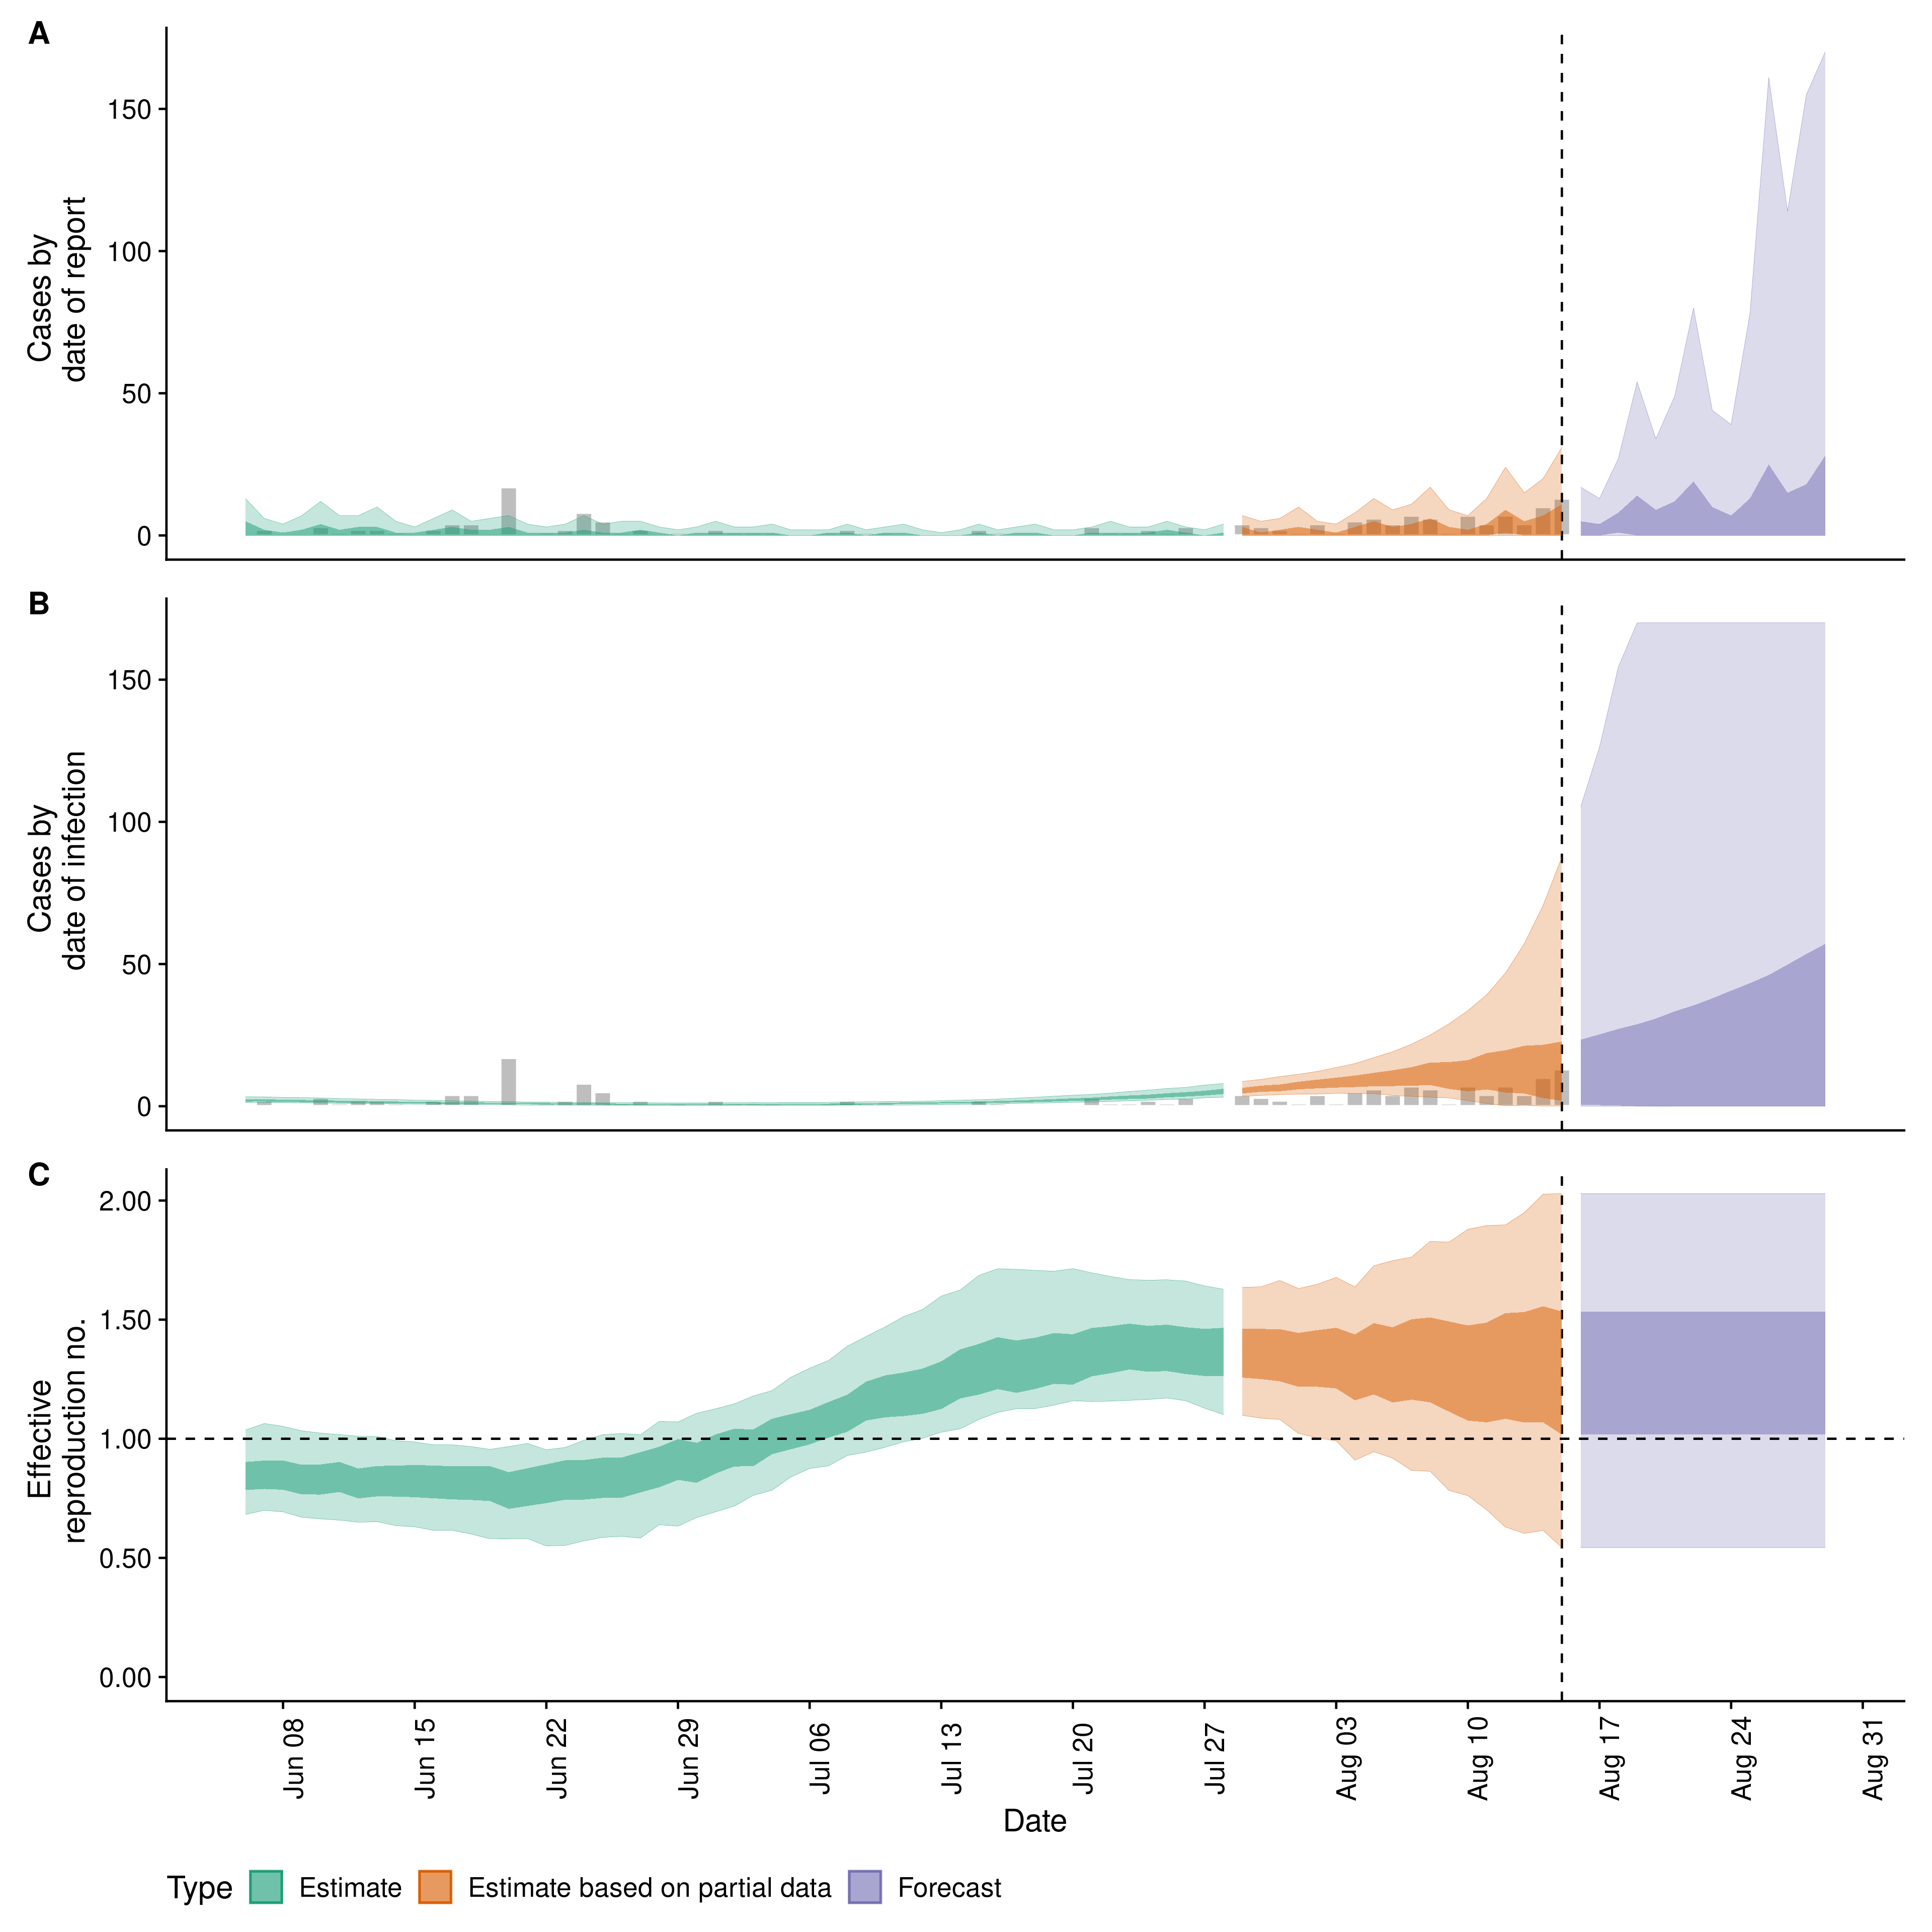 A
Cases by
date of report
150
100
50
0
B
Cases by
date of infection
150
100
50
0
C
Effective
reproduction no.
2.00
1.50
1.00
0.50
0.00
Jun 08
Jun 15
Jun 22
Jun 29
Jul 06
Jul 13
Jul 20
Jul 27
Aug 03
Aug 10
Aug 17
Aug 24
Aug 31
Date
Type Estimate Estimate based on partial data Forecast